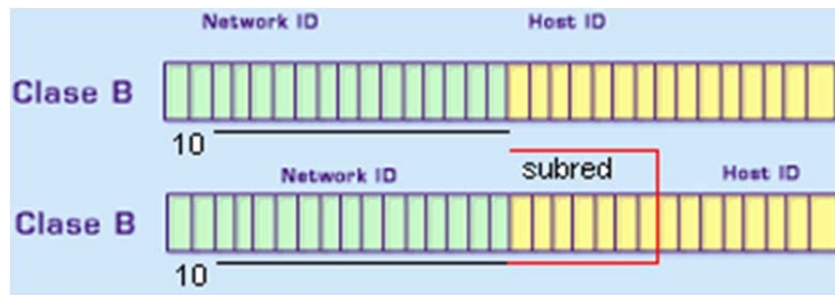 Network ID Host ID
Clase B
10
subred
Network ID Host ID
Clase B
10